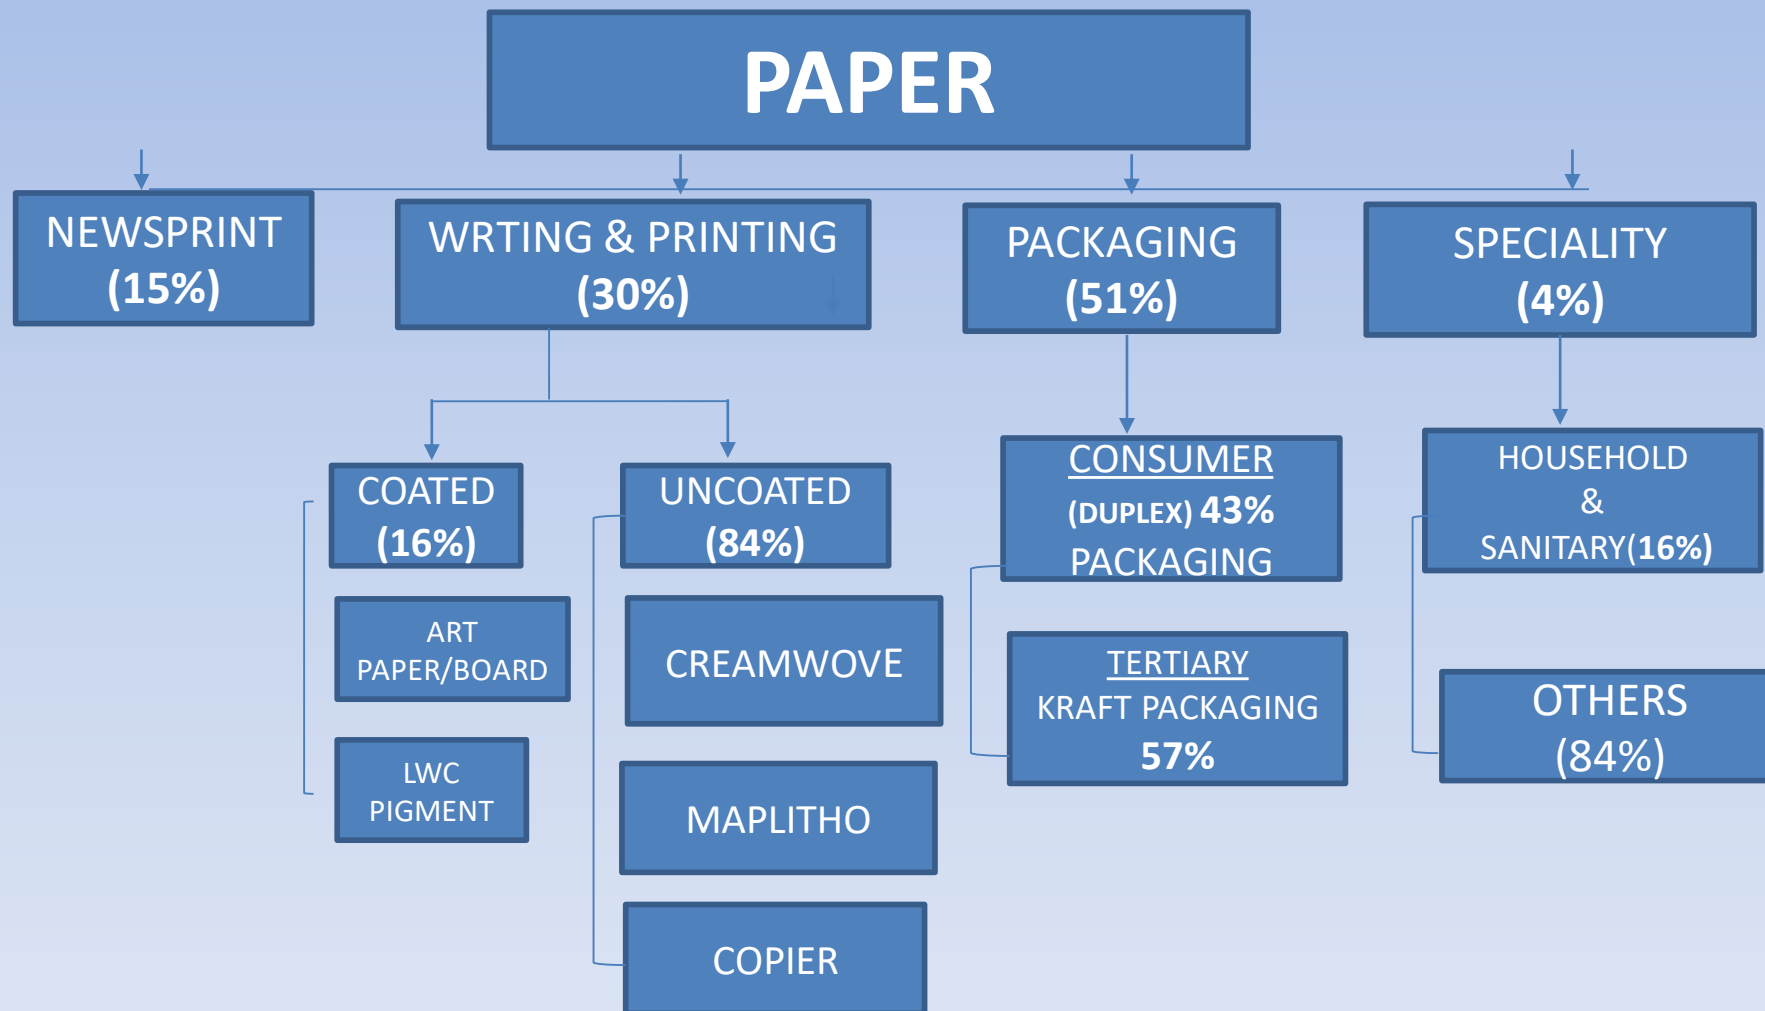 PAPER
NEWSPRINT
(15%)
WRTING & PRINTING
(30%)
PACKAGING
(51%)
SPECIALITY
(4%)
COATED
(16%)
ART
PAPER/BOARD
LWC
PIGMENT
UNCOATED
(84%)
CREAMWOVE
MAPLITHO
COPIER
CONSUMER
(DUPLEX) 43%
PACKAGING
TERTIARY
KRAFT PACKAGING
57%
HOUSEHOLD
&
SANITARY(16%)
OTHERS
(84%)